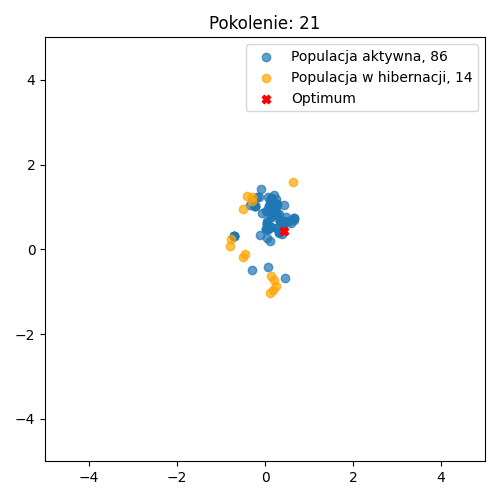 Pokolenie: 21
Populacja aktywna, 86
Populacja w hibernacji, 14
Optimum
4
2
0
−2
−4
−4
−2
0
2
4